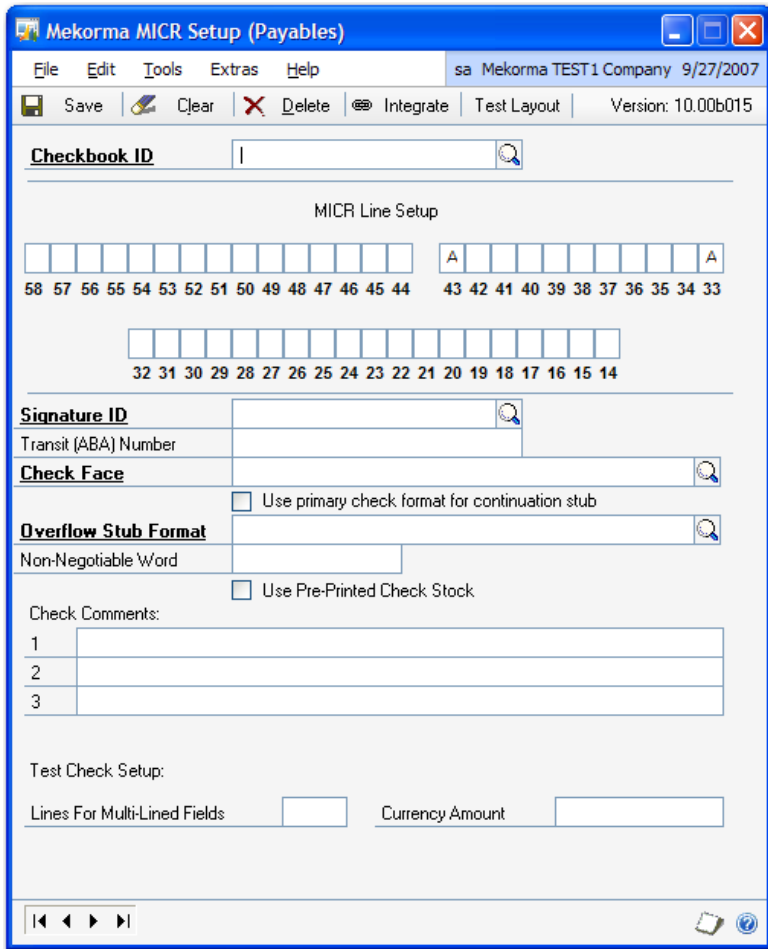 Mekorma MICR Setup (Payables)
File Edit Tools Extras Help sa Mekorma TEST1 Company 9/27/2007
Save Clear Delete Integrate Test Layout Version: 10.00b015
Checkbook ID
MICR Line Setup
A A
58 57 56 55 54 53 52 51 50 49 48 47 46 45 44 43 42 41 40 39 38 37 36 35 34 33
32 31 30 29 28 27 26 25 24 23 22 21 20 19 18 17 16 15 14
Signature ID
Transit (ABA) Number
Check Face
Use primary check format for continuation stub
Overflow Stub Format
Non-Negotiable Word
Use Pre-Printed Check Stock
Check Comments:
1
2
3
Test Check Setup:
Lines For Multi-Lined Fields Currency Amount